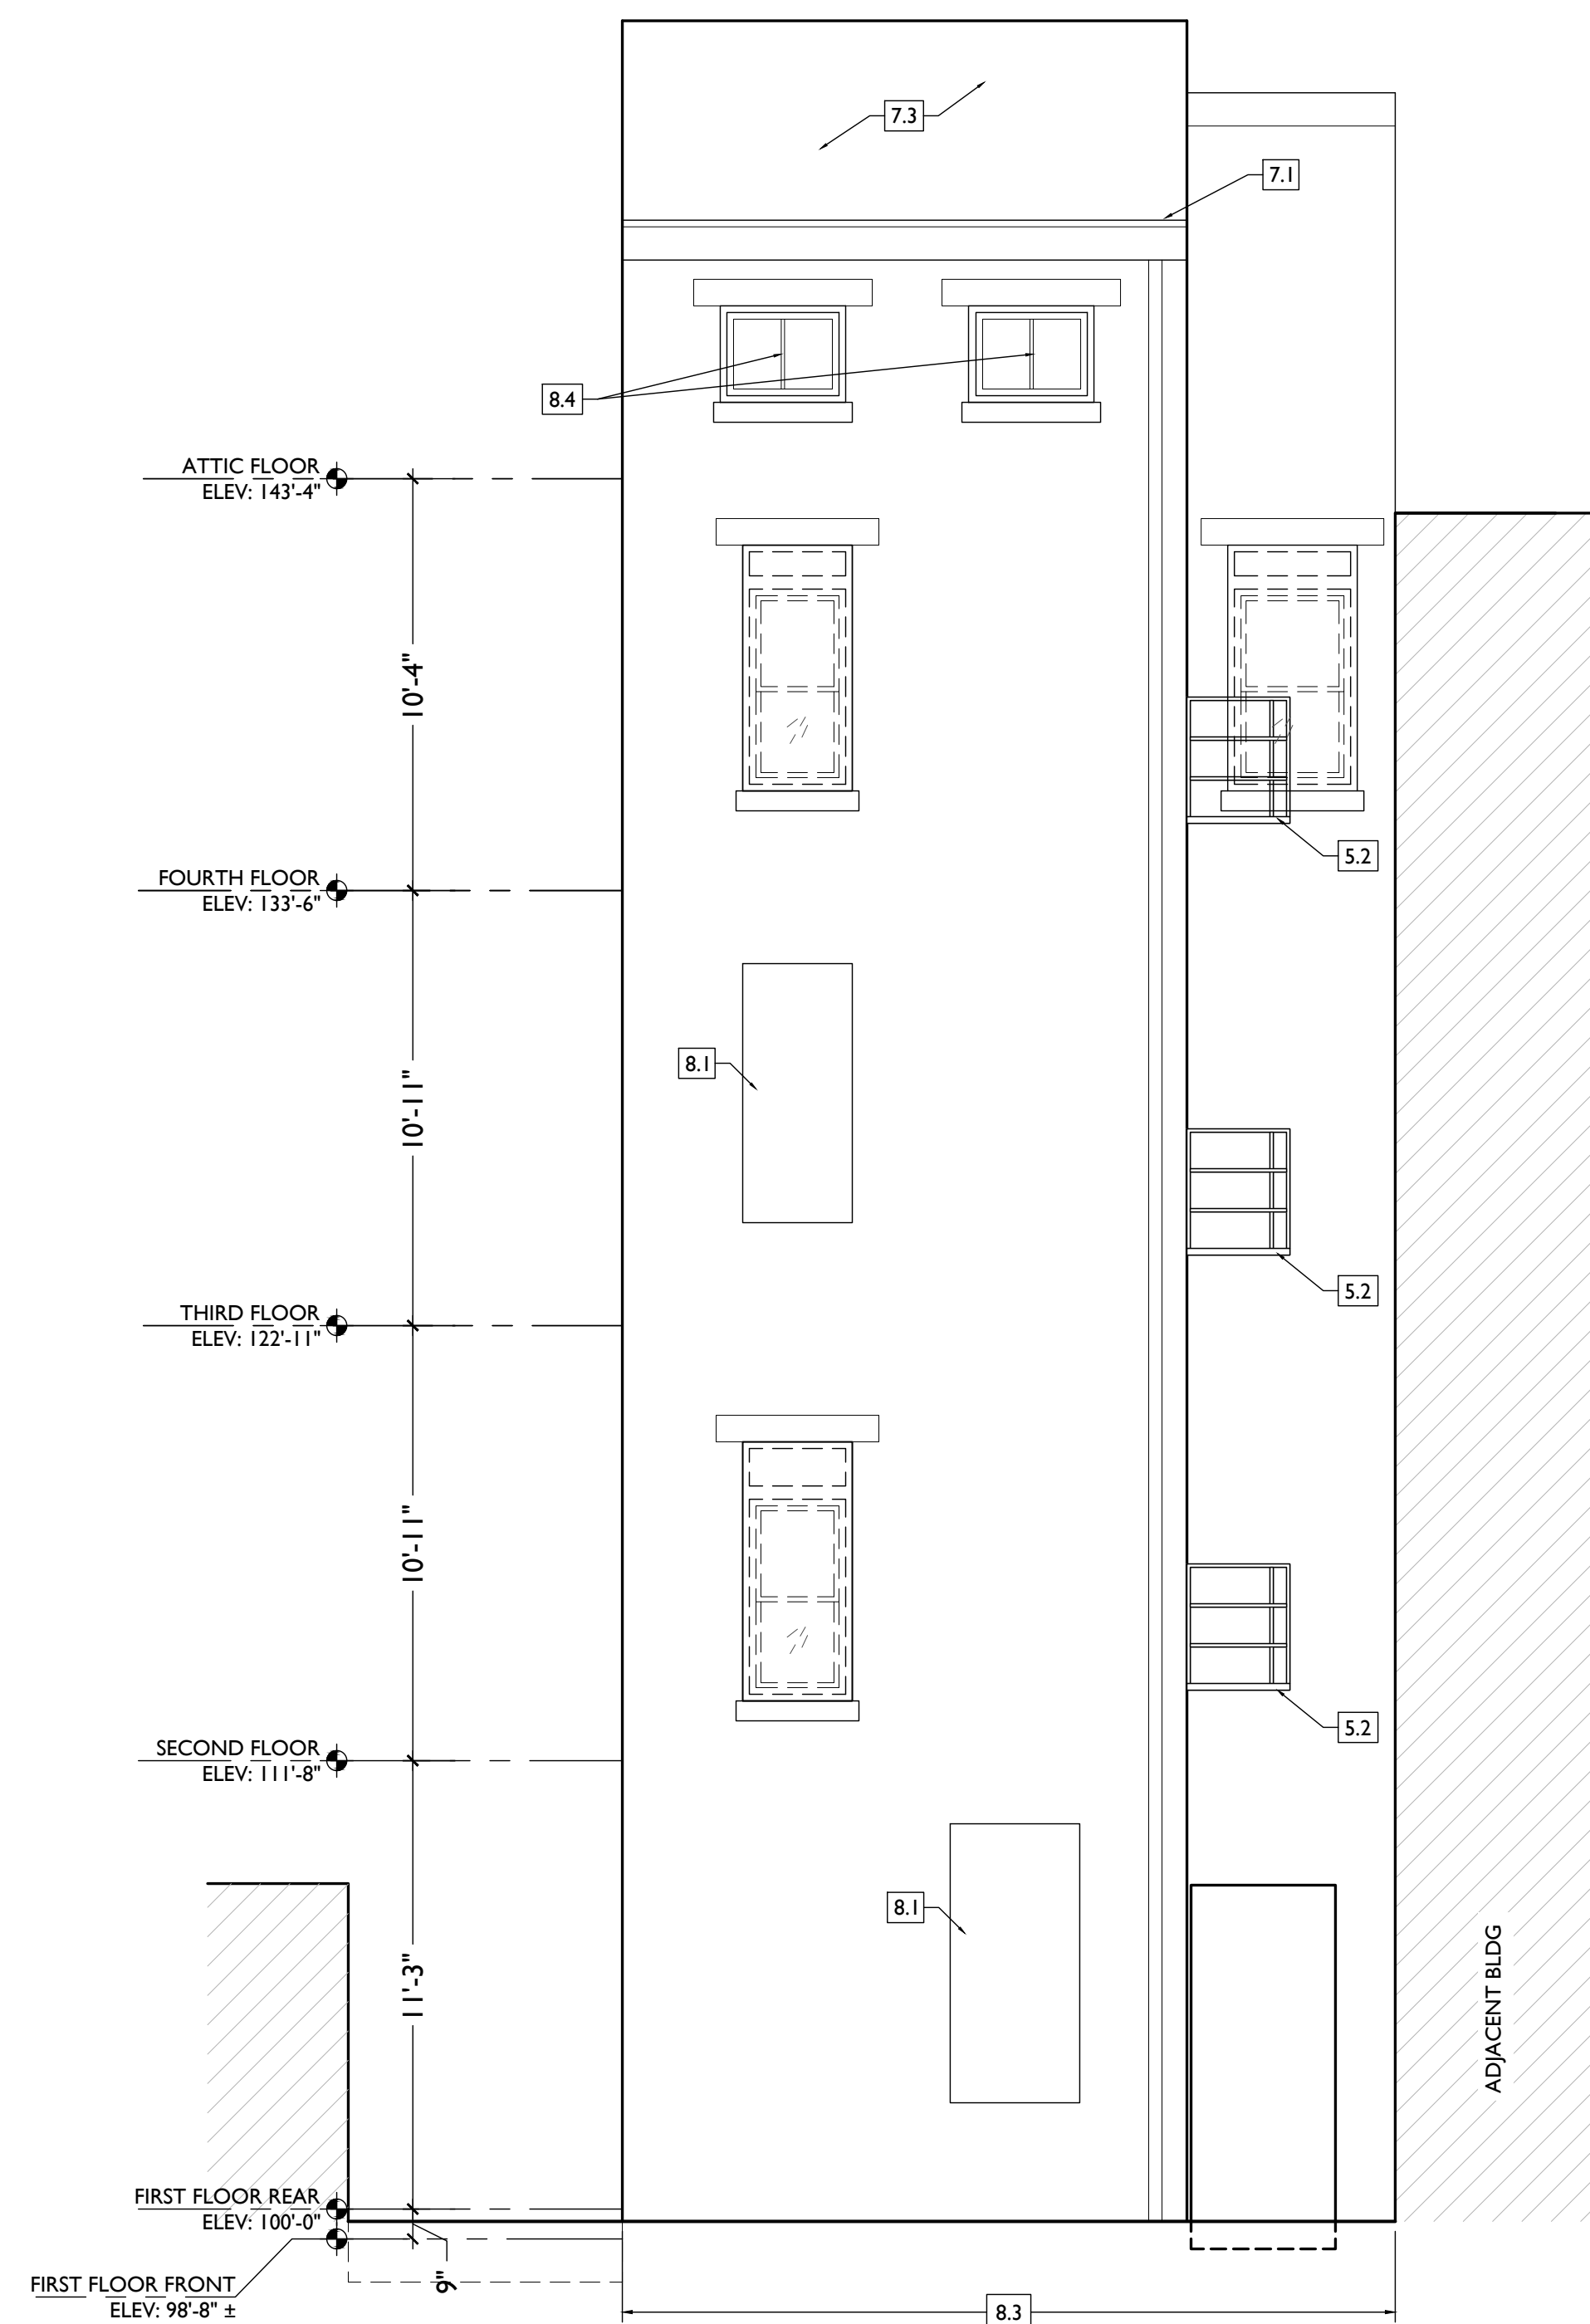 7.3
7.1
8.4
ATTIC FLOOR
ELEV: 143'-4"
10'-4"
5.2
FOURTH FLOOR
ELEV: 133'-6"
8.1
10'-11"
5.2
THIRD FLOOR
ELEV: 122'-11"
10'-11"
5.2
SECOND FLOOR
ELEV: 111'-8"
8.1
11'-3"
ADJACENT BLDG
FIRST FLOOR REAR
ELEV: 100'-0"
9"
FIRST FLOOR FRONT
ELEV: 98'-8" ±
8.3